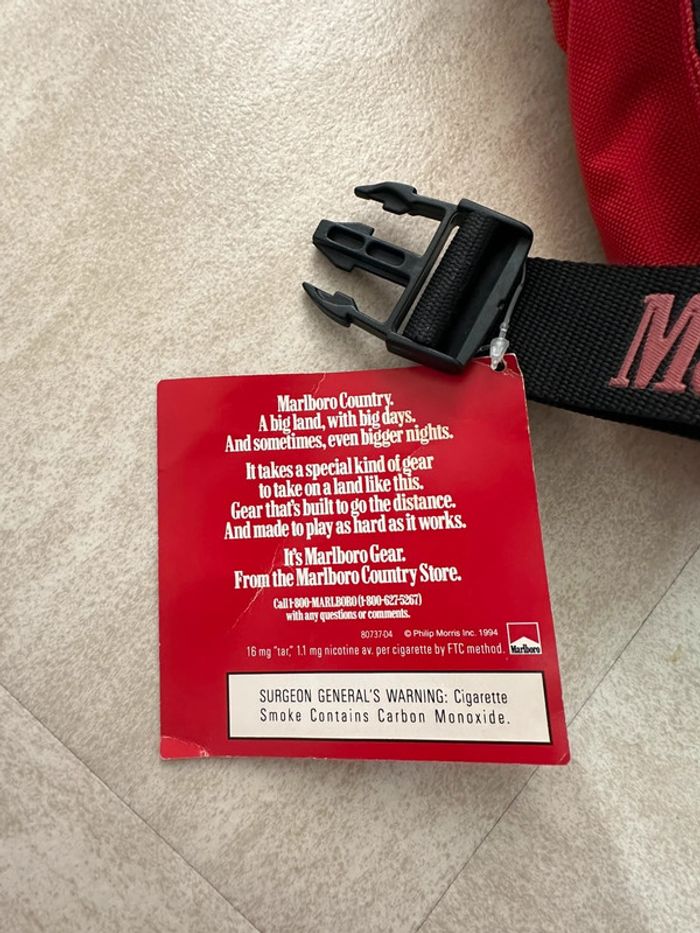 Marlboro Country.
A big land, with big days.
And sometimes, even bigger nights.
It takes a special kind of gear
to take on a land like this.
Gear that's built to go the distance.
And made to play as hard as it works.
It's Marlboro Gear.
From the Marlboro Country Store.
Call 1-800-MARLBORO (1-800-627-5267)
with any questions or comments.
80737-04 © Philip Morris Inc. 1994
16 mg "tar," 1.1 mg nicotine av. per cigarette by FTC method.
Marlboro
SURGEON GENERAL'S WARNING: Cigarette
Smoke Contains Carbon Monoxide.